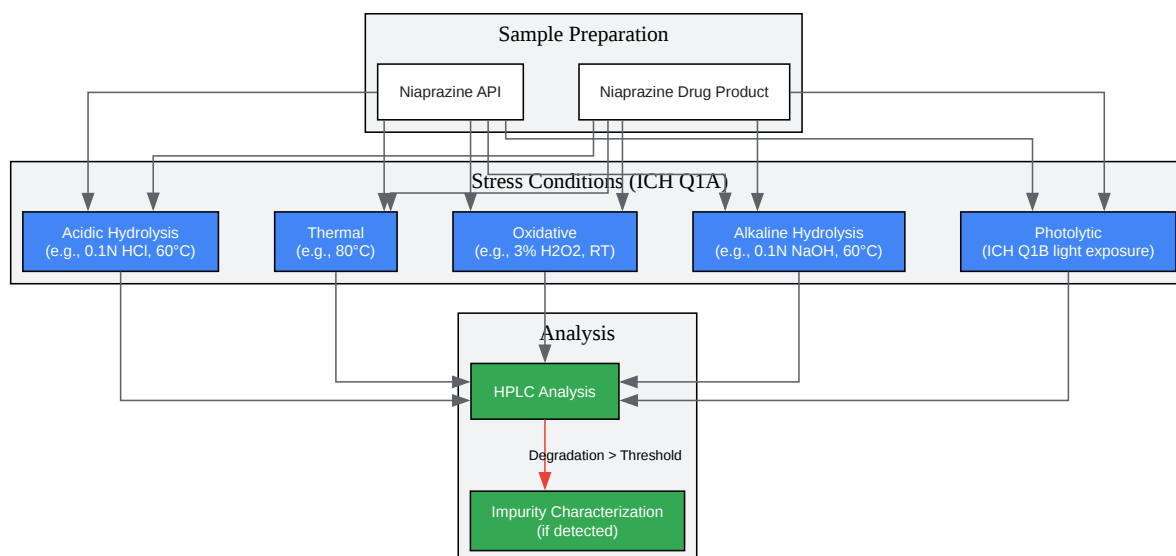 Sample Preparation
Niaprazine API
Niaprazine Drug Product
Stress Conditions (ICH Q1A)
Acidic Hydrolysis
(e.g., 0.1N HCl, 60°C)
Thermal
(e.g., 80°C)
Oxidative
(e.g., 3% H2O2, RT)
Alkaline Hydrolysis
(e.g., 0.1N NaOH, 60°C)
Photolytic
(ICH Q1B light exposure)
Analysis
HPLC Analysis
Degradation > Threshold
Impurity Characterization
(if detected)